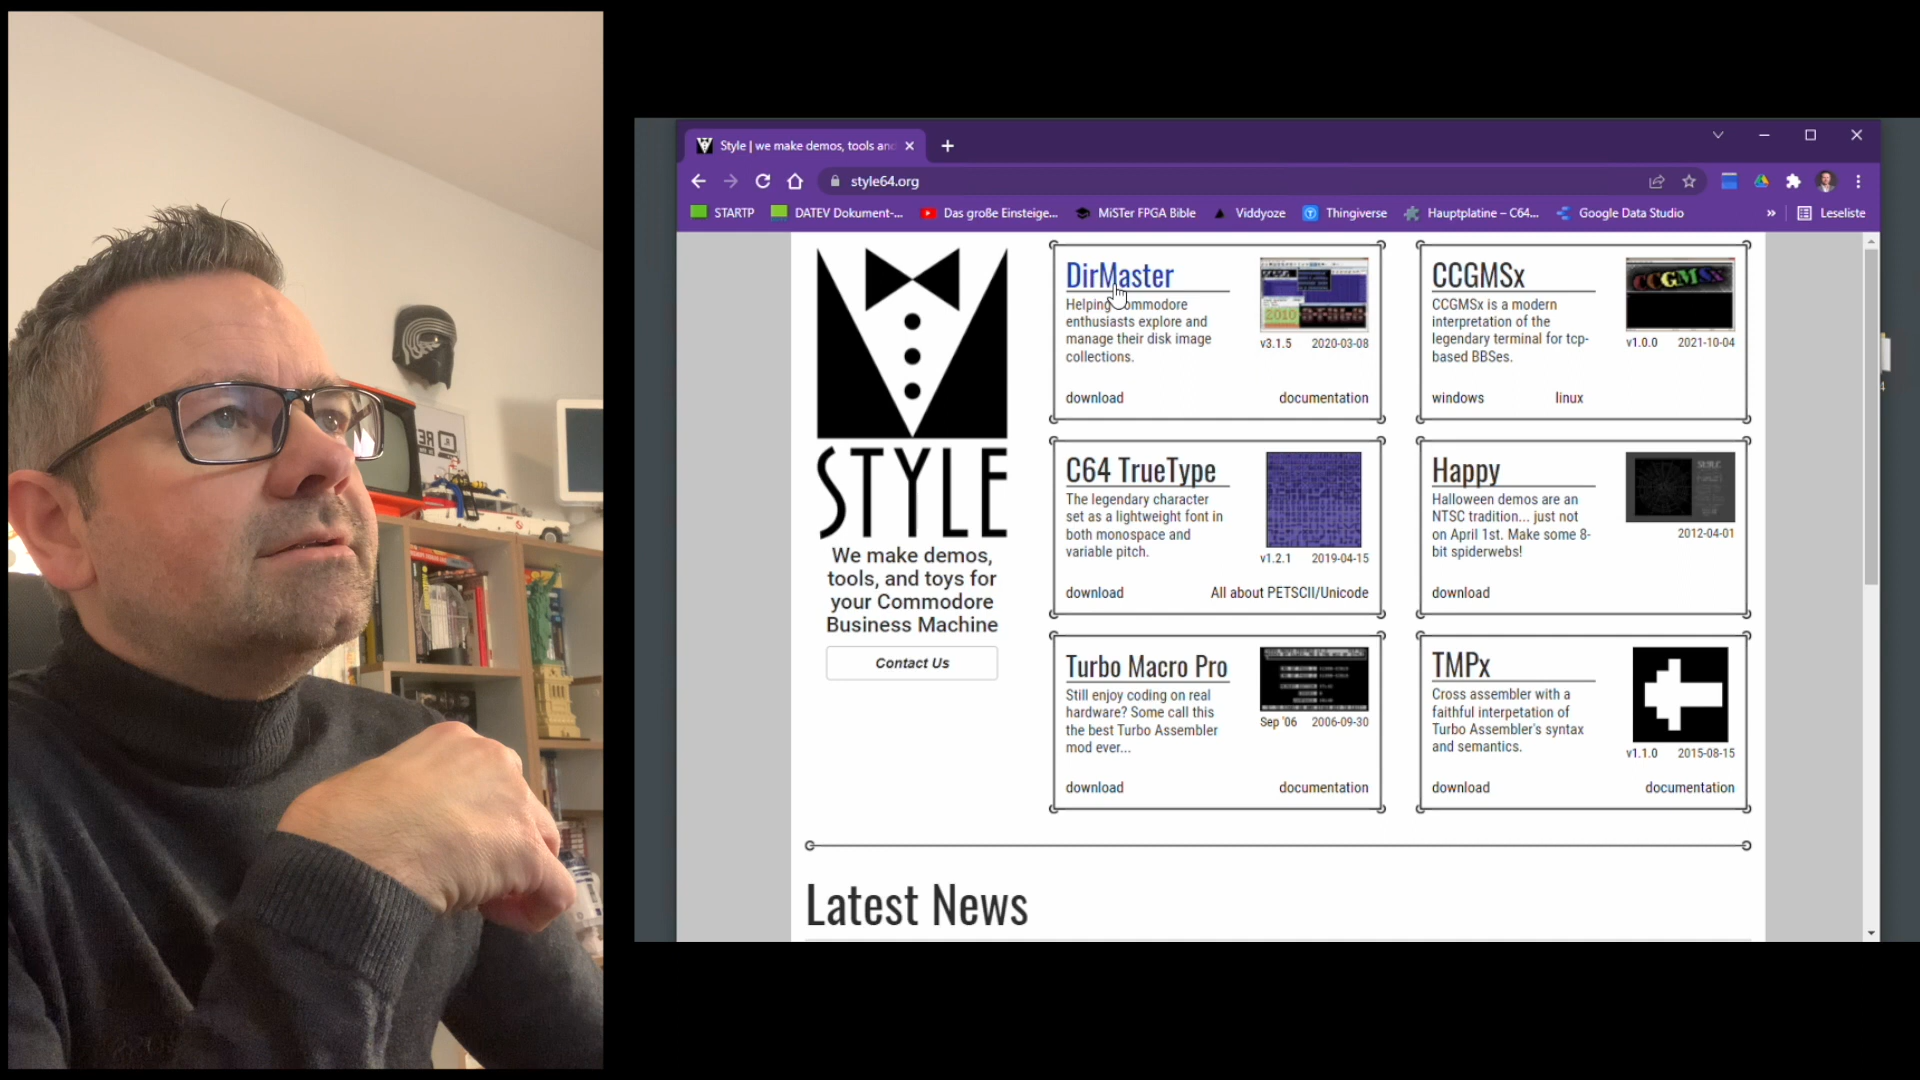 Style | we make demos, tools and
style64.org
STARTP
DATEV Dokument-...
Das große Einsteige...
MiSTer FPGA Bible
Viddyoze
Thingiverse
Hauptplatine – C64...
Google Data Studio
»
Leseliste
STYLE
We make demos,
tools, and toys for
your Commodore
Business Machine
Contact Us
DirMaster
Helping Commodore
enthusiasts explore and
manage their disk image
collections.
2010
v3.1.5 2020-03-08
download documentation
CCGMSx
CCGMSx is a modern
interpretation of the
legendary terminal for tcp-
based BBSes.
CCGMSx
v1.0.0 2021-10-04
windows linux
C64 TrueType
The legendary character
set as a lightweight font in
both monospace and
variable pitch.
v1.2.1 2019-04-15
download All about PETSCII/Unicode
Happy
Halloween demos are an
NTSC tradition... just not
on April 1st. Make some 8-
bit spiderwebs!
STYLE
2012-04-01
download
Turbo Macro Pro
Still enjoy coding on real
hardware? Some call this
the best Turbo Assembler
mod ever...
Sep '06 2006-09-30
download documentation
TMPx
Cross assembler with a
faithful interpetation of
Turbo Assembler's syntax
and semantics.
v1.1.0 2015-08-15
download documentation
Latest News